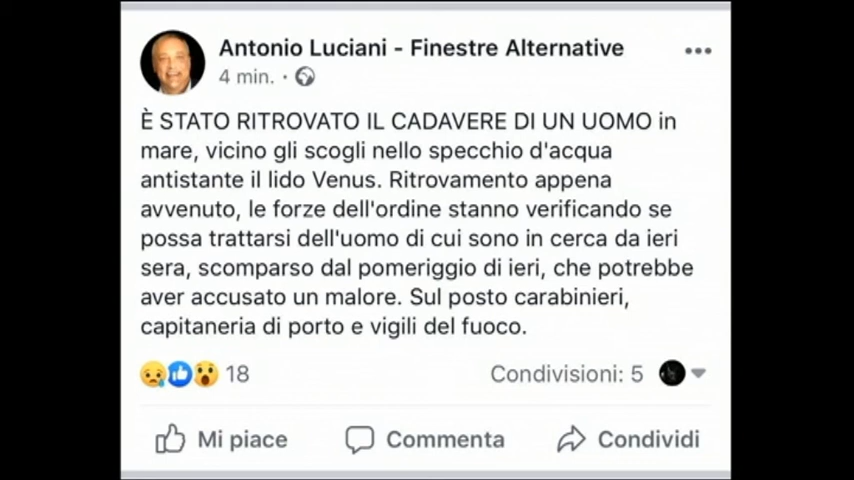 Antonio Luciani - Finestre Alternative
4 min. ·
È STATO RITROVATO IL CADAVERE DI UN UOMO in
mare, vicino gli scogli nello specchio d'acqua
antistante il lido Venus. Ritrovamento appena
avvenuto, le forze dell'ordine stanno verificando se
possa trattarsi dell'uomo di cui sono in cerca da ieri
sera, scomparso dal pomeriggio di ieri, che potrebbe
aver accusato un malore. Sul posto carabinieri,
capitaneria di porto e vigili del fuoco.
18 Condivisioni: 5
Mi piace Commenta Condividi